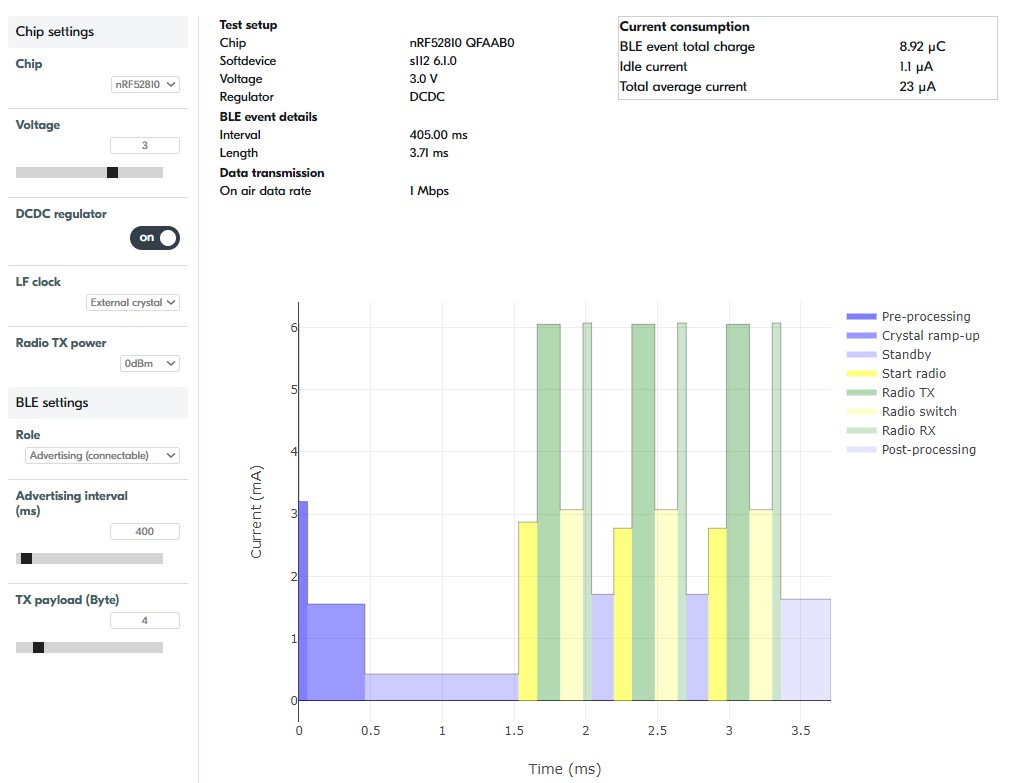 Chip settings
Chip
nRF52810
Voltage
3
DCDC regulator
on
LF clock
External crystal
Radio TX power
0dBm
BLE settings
Role
Advertising (connectable)
Advertising interval
(ms)
400
TX payload (Byte)
4
Test setup
Chip nRF52810 QFAAB0
Softdevice s112 6.1.0
Voltage 3.0 V
Regulator DCDC
BLE event details
Interval 405.00 ms
Length 3.71 ms
Data transmission
On air data rate 1 Mbps
Current consumption
BLE event total charge 8.92 µC
Idle current 1.1 µA
Total average current 23 µA
Current (mA)
6
5
4
3
2
1
0
0 0.5 1 1.5 2 2.5 3 3.5
Time (ms)
Pre-processing
Crystal ramp-up
Standby
Start radio
Radio TX
Radio switch
Radio RX
Post-processing